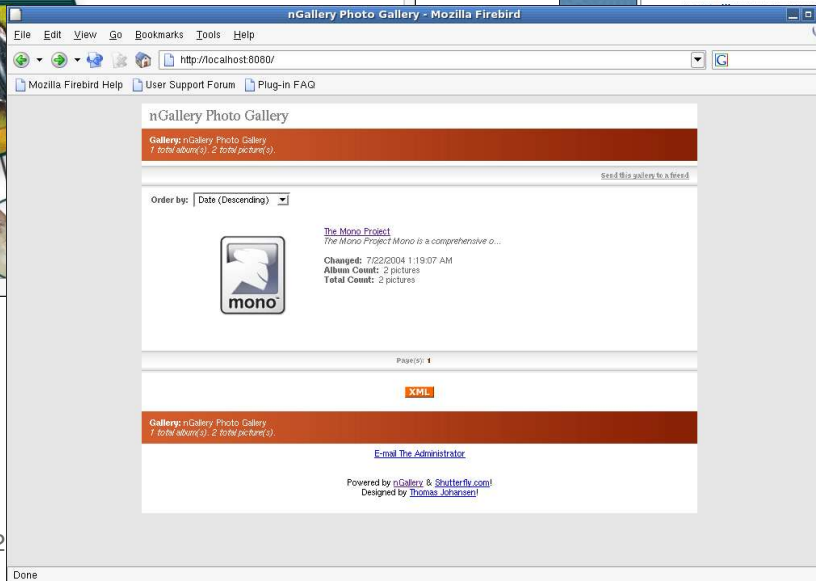 nGallery Photo Gallery - Mozilla Firebird
File Edit View Go Bookmarks Tools Help
http://localhost:8080/
G
Mozilla Firebird Help User Support Forum Plug-in FAQ
nGallery Photo Gallery
Gallery: nGallery Photo Gallery
1 total album(s). 2 total picture(s).
Send this gallery to a friend
Order by: Date (Descending)
The Mono Project
The Mono Project Mono is a comprehensive o...
Changed: 7/22/2004 1:19:07 AM
Album Count: 2 pictures
Total Count: 2 pictures
mono
Page(s): 1
XML
Gallery: nGallery Photo Gallery
1 total album(s). 2 total picture(s).
E-mail The Administrator
Powered by nGallery & Shutterfly.com!
Designed by Thomas Johansen!
2
Done